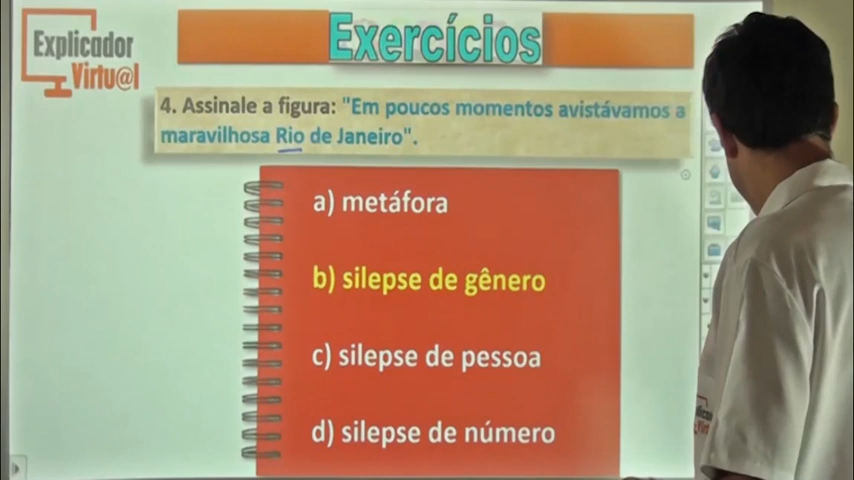 Explicador
Virtu@l
Exercícios
4. Assinale a figura: "Em poucos momentos avistávamos a
maravilhosa Rio de Janeiro".
a) metáfora
b) silepse de gênero
c) silepse de pessoa
d) silepse de número